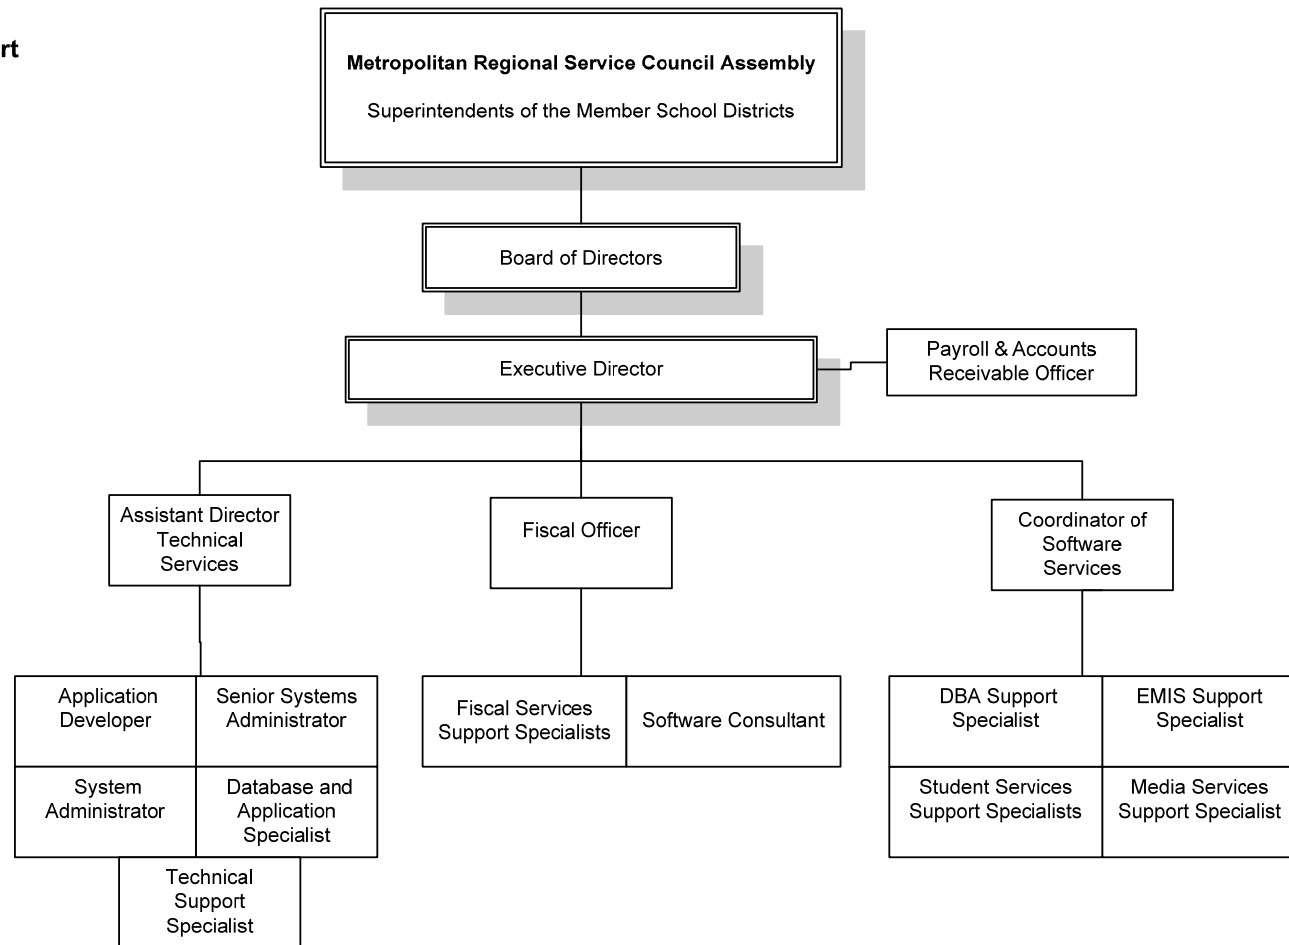 rt
Metropolitan Regional Service Council Assembly
Superintendents of the Member School Districts
Board of Directors
Executive Director
Payroll & Accounts
Receivable Officer
Assistant Director
Technical
Services
Fiscal Officer
Coordinator of
Software
Services
Application
Developer
Senior Systems
Administrator
System
Administrator
Database and
Application
Specialist
Technical
Support
Specialist
Fiscal Services
Support Specialists
Software Consultant
DBA Support
Specialist
EMIS Support
Specialist
Student Services
Support Specialists
Media Services
Support Specialist